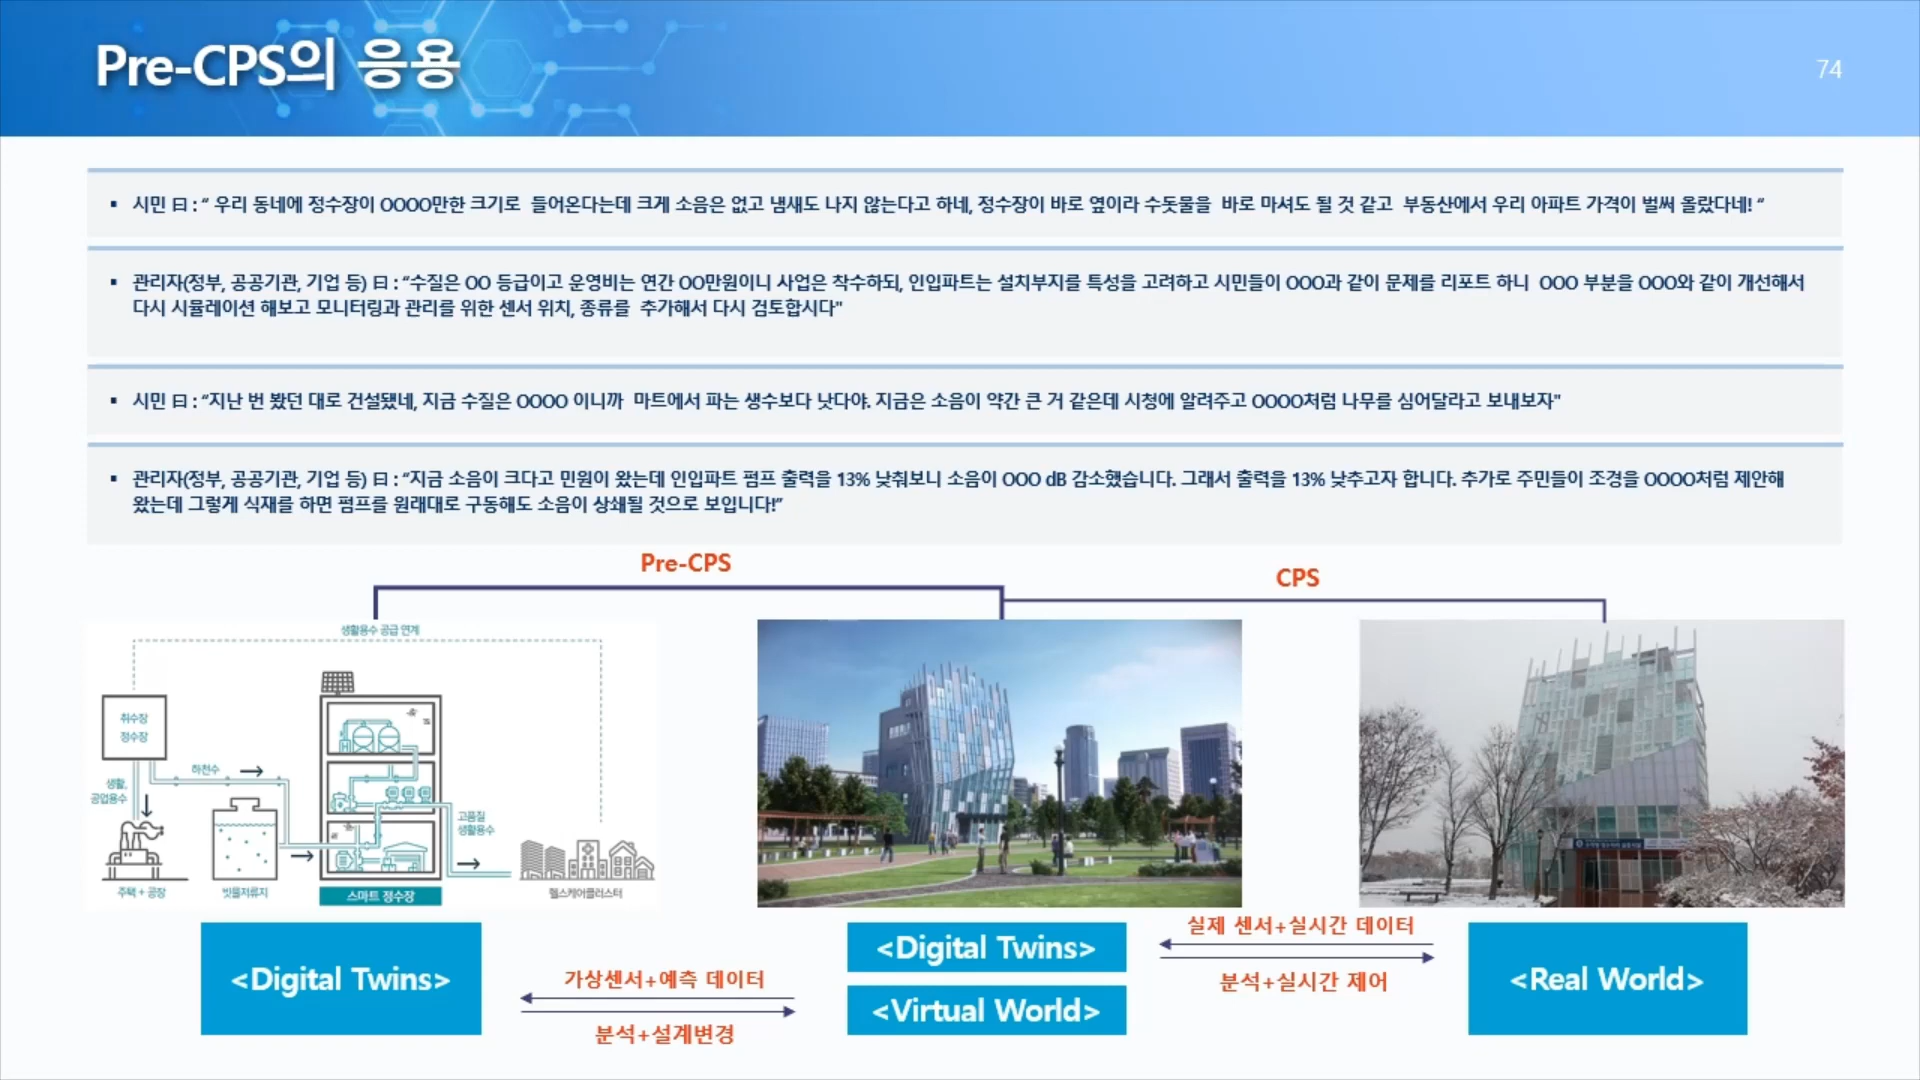 Pre-CPS의 응용
74
▪ 시민 曰 : “ 우리 동네에 정수장이 OOOO만한 크기로 들어온다는데 크게 소음은 없고 냄새도 나지 않는다고 하네, 정수장이 바로 옆이라 수돗물을 바로 마셔도 될 것 같고 부동산에서 우리 아파트 가격이 벌써 올랐다네! “
▪ 관리자(정부, 공공기관, 기업 등) 曰 : “수질은 OO 등급이고 운영비는 연간 OO만원이니 사업은 착수하되, 인입파트는 설치부지를 특성을 고려하고 시민들이 OOO과 같이 문제를 리포트 하니 OOO 부분을 OOO와 같이 개선해서
다시 시뮬레이션 해보고 모니터링과 관리를 위한 센서 위치, 종류를 추가해서 다시 검토합시다"
▪ 시민 曰 : “지난 번 봤던 대로 건설됐네, 지금 수질은 OOOO 이니까 마트에서 파는 생수보다 낫다야. 지금은 소음이 약간 큰 거 같은데 시청에 알려주고 OOOO처럼 나무를 심어달라고 보내보자"
▪ 관리자(정부, 공공기관, 기업 등) 曰 : “지금 소음이 크다고 민원이 왔는데 인입파트 펌프 출력을 13% 낮춰보니 소음이 OOO dB 감소했습니다. 그래서 출력을 13% 낮추고자 합니다. 추가로 주민들이 조경을 OOOO처럼 제안해
왔는데 그렇게 식재를 하면 펌프를 원래대로 구동해도 소음이 상쇄될 것으로 보입니다!”
Pre-CPS
CPS
생활용수 공급 연계
취수장
정수장
하천수
생활,
공업용수
고품질
생활용수
주택 + 공장
빗물저류지
스마트 정수장
헬스케어클러스터
<Digital Twins>
가상센서+예측 데이터
분석+설계변경
<Digital Twins>
<Virtual World>
실제 센서+실시간 데이터
분석+실시간 제어
<Real World>